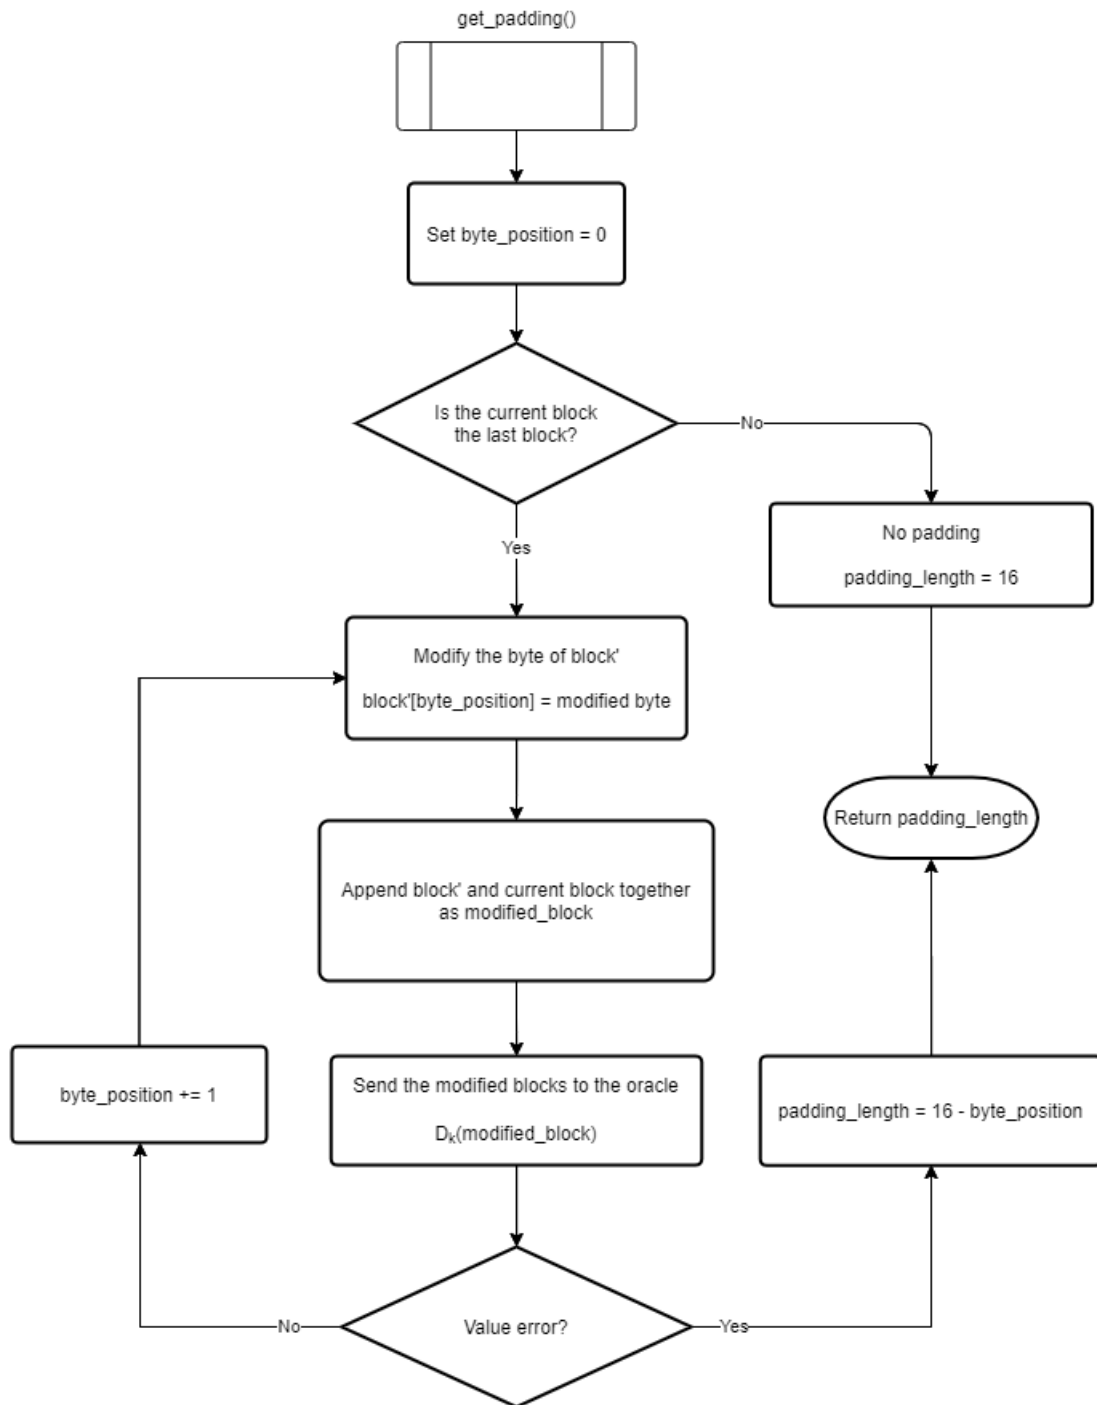 get_padding()
Set byte_position = 0
Is the current block
the last block?
No
Yes
No padding
padding_length = 16
Modify the byte of block'
block'[byte_position] = modified byte
Return padding_length
Append block' and current block together
as modified_block
Send the modified blocks to the oracle
Dₖ(modified_block)
byte_position += 1
padding_length = 16 - byte_position
Value error?
No
Yes